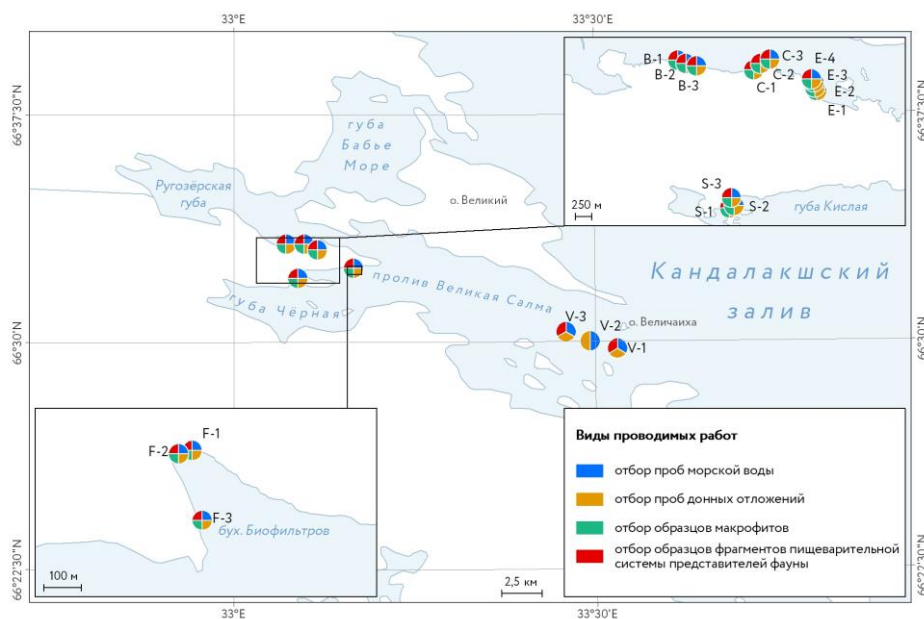 33°E
33°30'E
66°37'30"N
66°30'N
66°22'30"N
губа
Бабье
Море
Ругозёрская
губа
о. Великий
пролив Великая Салма
губа Чёрная
Кандалакшский
залив
о. Величаиха
V-3
V-2
V-1
B-1
B-2
B-3
C-3
C-2
C-1
E-4
E-3
E-2
E-1
S-3
S-1
S-2
губа Кислая
250 м
66°37'30"N
66°30'N
66°22'30"N
F-1
F-2
F-3
бух. Биофильтров
100 м
2,5 км
Виды проводимых работ
отбор проб морской воды
отбор проб донных отложений
отбор образцов макрофитов
отбор образцов фрагментов пищеварительной
системы представителей фауны
33°E
33°30'E